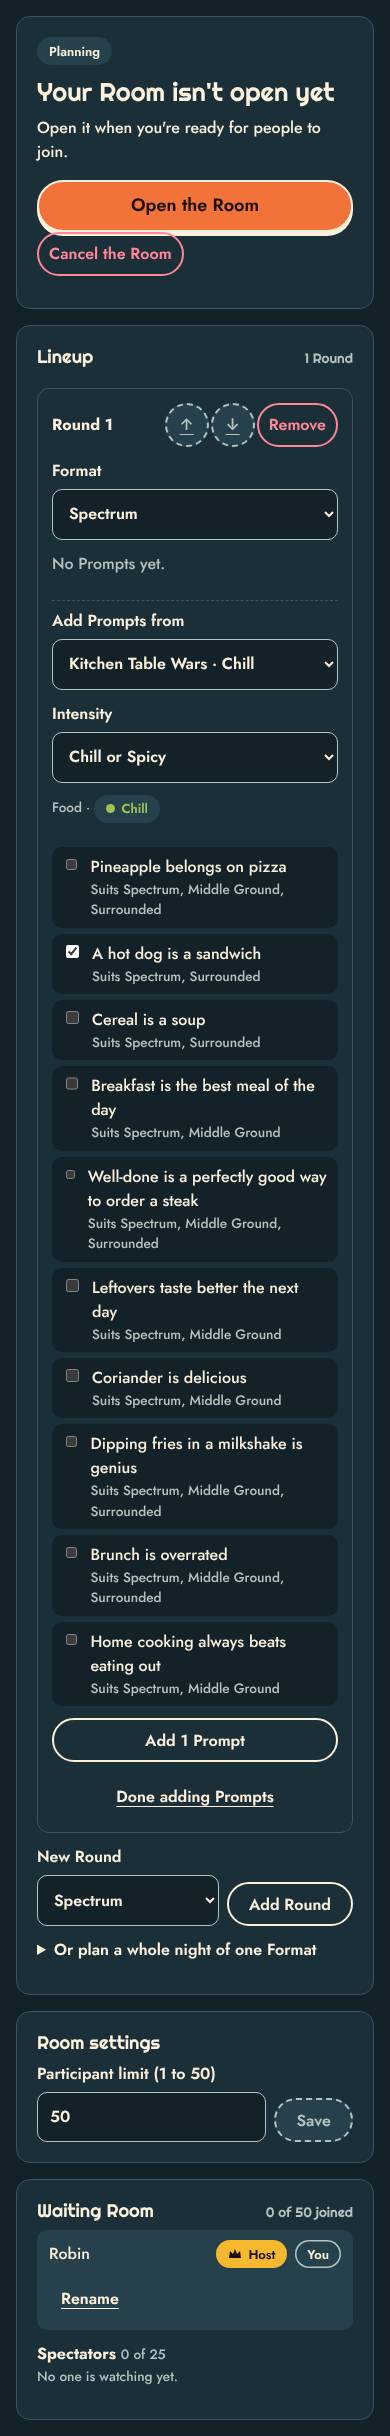 Planning
Your Room isn't open yet
Open it when you're ready for people to
join.
Open the Room
Cancel the Room
Lineup
1 Round
Round 1
Remove
Format
Spectrum
No Prompts yet.
Add Prompts from
Kitchen Table Wars · Chill
Intensity
Chill or Spicy
Food · Chill
Pineapple belongs on pizza
Suits Spectrum, Middle Ground,
Surrounded
A hot dog is a sandwich
Suits Spectrum, Surrounded
Cereal is a soup
Suits Spectrum, Surrounded
Breakfast is the best meal of the
day
Suits Spectrum, Middle Ground
Well-done is a perfectly good way
to order a steak
Suits Spectrum, Middle Ground,
Surrounded
Leftovers taste better the next
day
Suits Spectrum, Middle Ground
Coriander is delicious
Suits Spectrum, Middle Ground
Dipping fries in a milkshake is
genius
Suits Spectrum, Middle Ground,
Surrounded
Brunch is overrated
Suits Spectrum, Middle Ground,
Surrounded
Home cooking always beats
eating out
Suits Spectrum, Middle Ground
Add 1 Prompt
Done adding Prompts
New Round
Spectrum
Add Round
Or plan a whole night of one Format
Room settings
Participant limit (1 to 50)
50
Save
Waiting Room
0 of 50 joined
Robin
Host
You
Rename
Spectators 0 of 25
No one is watching yet.